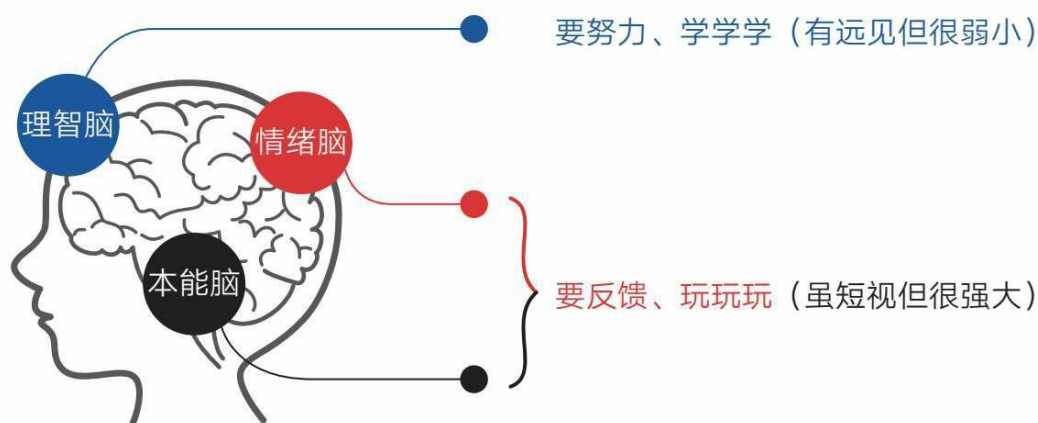 要努力、学学学（有远见但很弱小）
理智脑
情绪脑
本能脑
要反馈、玩玩玩（虽短视但很强大）